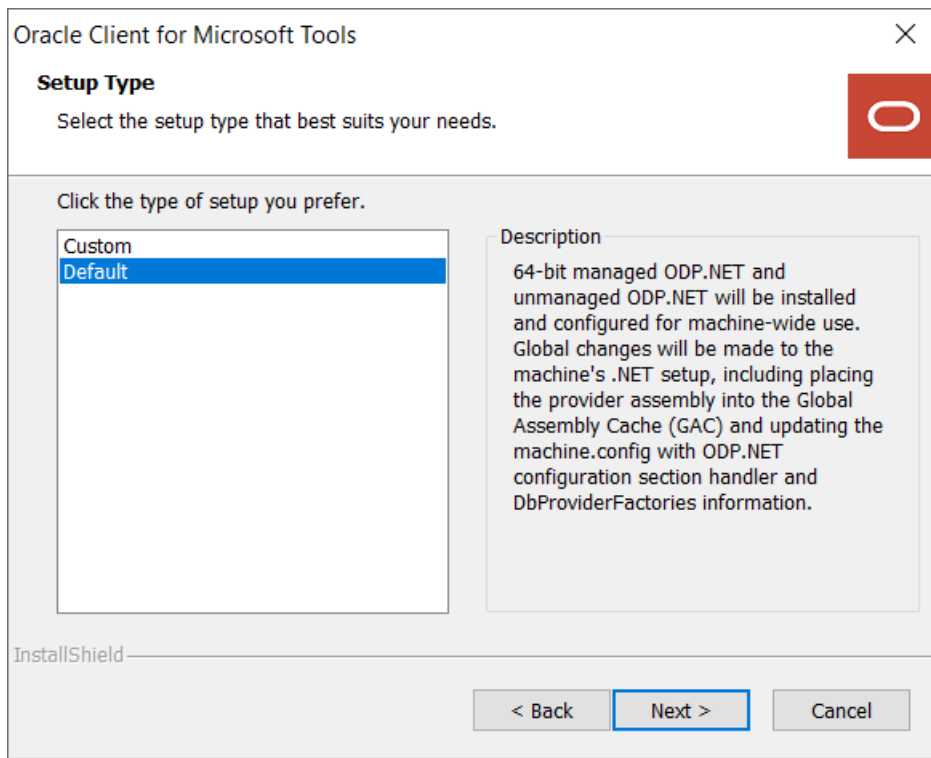 Oracle Client for Microsoft Tools
Setup Type
Select the setup type that best suits your needs.
Click the type of setup you prefer.
Custom
Default
Description
64-bit managed ODP.NET and
unmanaged ODP.NET will be installed
and configured for machine-wide use.
Global changes will be made to the
machine's .NET setup, including placing
the provider assembly into the Global
Assembly Cache (GAC) and updating the
machine.config with ODP.NET
configuration section handler and
DbProviderFactories information.
InstallShield
< Back
Next >
Cancel